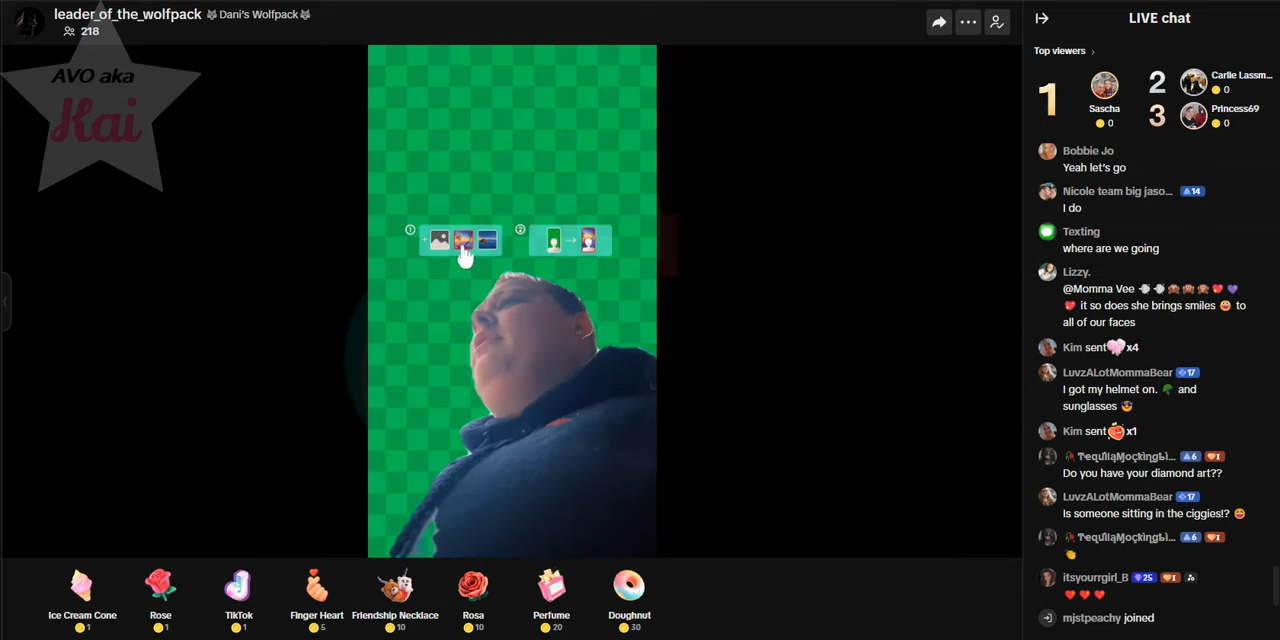 leader_of_the_wolfpack 🐺Dani's Wolfpack🐺
218
AVO aka
Kai
LIVE chat
Top viewers >
1
Sascha
0
2
Carlie Lassm...
0
3
Princess69
0
Bobbie Jo
Yeah let's go
Nicole team big jaso... 14
I do
Texting
where are we going
Lizzy.
@Momma Vee 🗣🗣🙈🙈🙈💖💜
💖 it so does she brings smiles 😀 to
all of our faces
Kim sent x4
LuvzALotMommaBear 17
I got my helmet on. 🪖 and
sunglasses 😎
Kim sent x1
🥀TequilaMockingbi... 6 I
Do you have your diamond art??
LuvzALotMommaBear 17
Is someone sitting in the ciggies!? 😄
🥀TequilaMockingbi... 6 I
👏
itsyourrgirl_B 25 I
❤️❤️❤️
mjstpeachy joined
① + ② →
Ice Cream Cone
1
Rose
1
TikTok
1
Finger Heart
5
Friendship Necklace
10
Rosa
10
Perfume
20
Doughnut
30